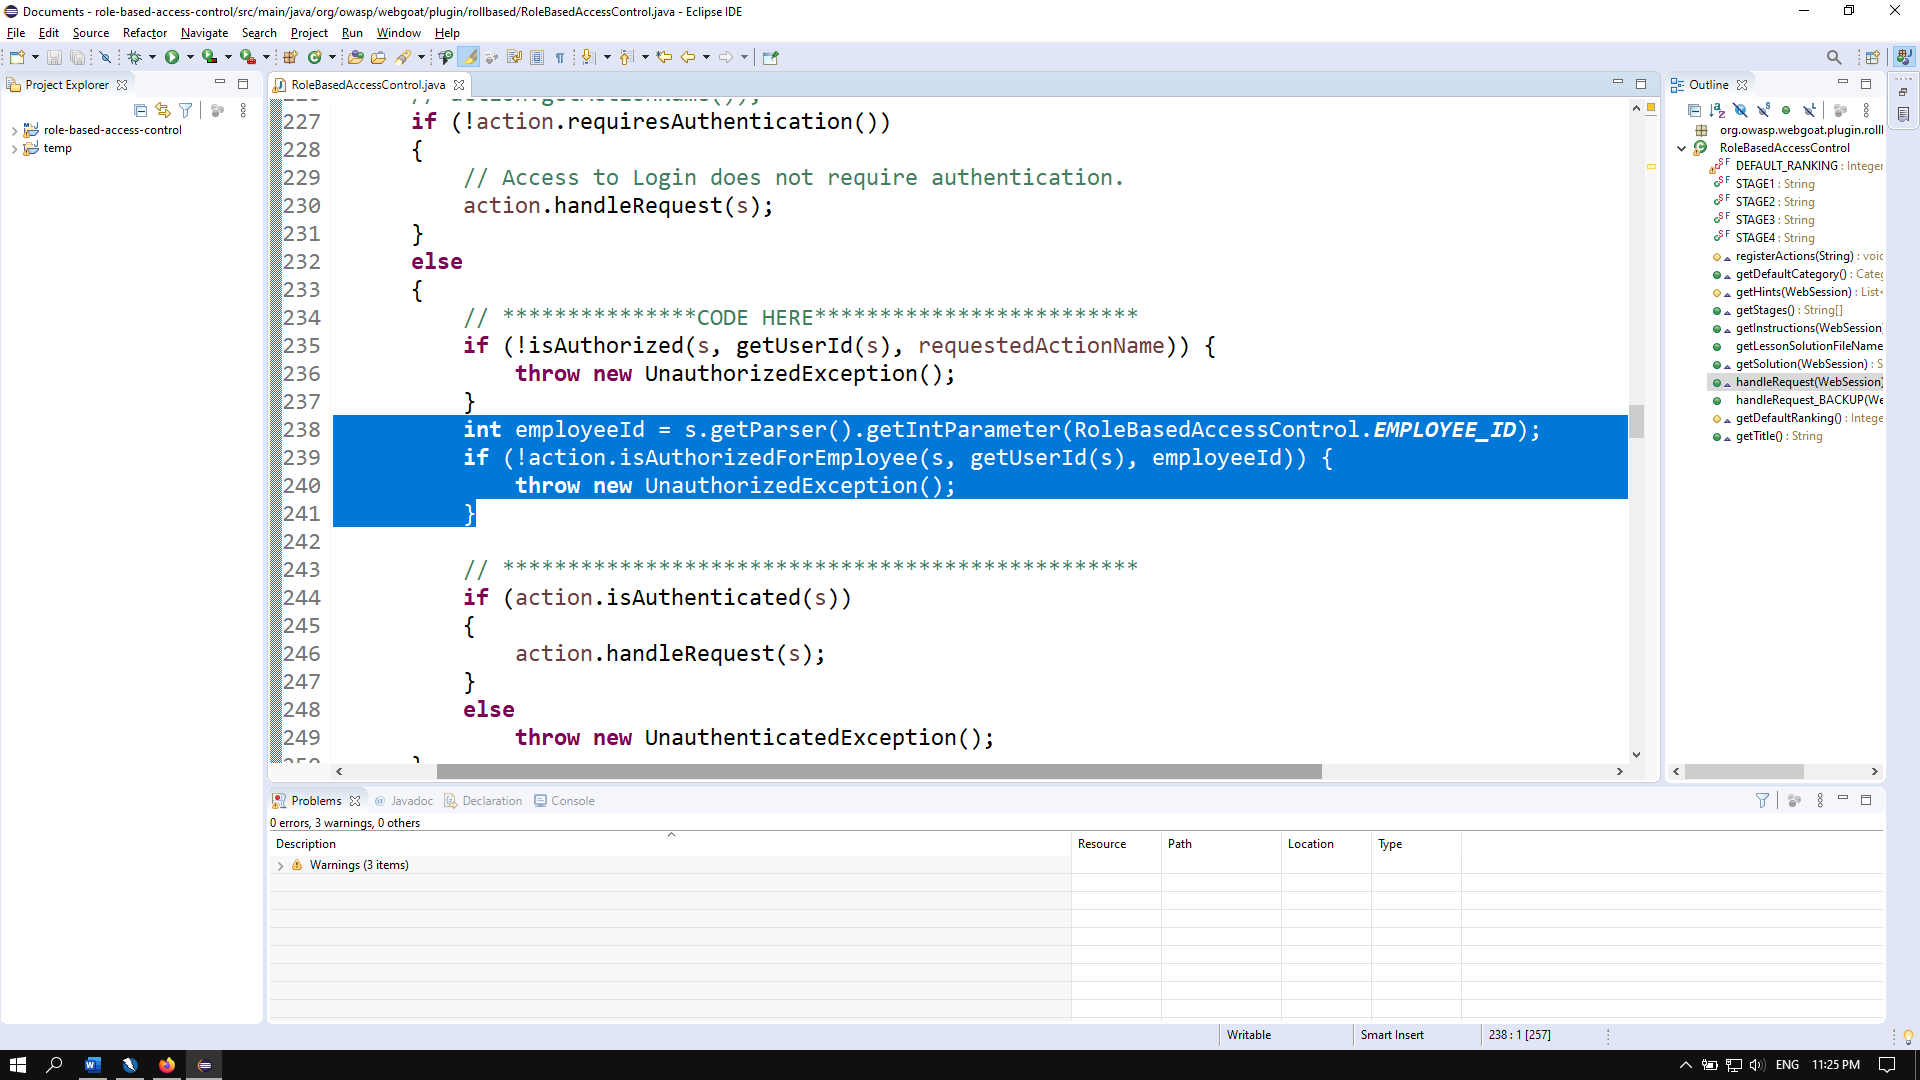 Documents - role-based-access-control/src/main/java/org/owasp/webgoat/plugin/rollbased/RoleBasedAccessControl.java - Eclipse IDE
File Edit Source Refactor Navigate Search Project Run Window Help
Project Explorer
role-based-access-control
temp
RoleBasedAccessControl.java
227 if (!action.requiresAuthentication())
228 {
229 // Access to Login does not require authentication.
230 action.handleRequest(s);
231 }
232 else
233 {
234 // ***************CODE HERE*************************
235 if (!isAuthorized(s, getUserId(s), requestedActionName)) {
236 throw new UnauthorizedException();
237 }
238 int employeeId = s.getParser().getIntParameter(RoleBasedAccessControl.EMPLOYEE_ID);
239 if (!action.isAuthorizedForEmployee(s, getUserId(s), employeeId)) {
240 throw new UnauthorizedException();
241 }
242
243 // *************************************************
244 if (action.isAuthenticated(s))
245 {
246 action.handleRequest(s);
247 }
248 else
249 throw new UnauthenticatedException();
Outline
org.owasp.webgoat.plugin.roll
RoleBasedAccessControl
DEFAULT_RANKING : Integer
STAGE1 : String
STAGE2 : String
STAGE3 : String
STAGE4 : String
registerActions(String) : voi
getDefaultCategory() : Cate
getHints(WebSession) : List<
getStages() : String[]
getInstructions(WebSession)
getLessonSolutionFileName
getSolution(WebSession) : S
handleRequest(WebSession)
handleRequest_BACKUP(We
getDefaultRanking() : Intege
getTitle() : String
Problems @ Javadoc Declaration Console
0 errors, 3 warnings, 0 others
Description Resource Path Location Type
Warnings (3 items)
Writable Smart Insert 238 : 1 [257]
ENG 11:25 PM